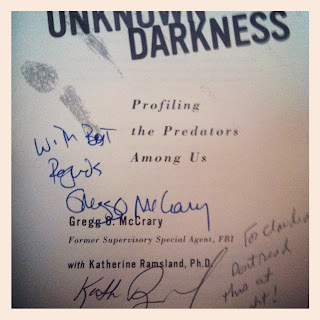 UNKNOWN
DARKNESS
Profiling
the Predators
Among Us
With Best
Regards
Gregg O. McCrary
Gregg O. McCrary
Former Supervisory Special Agent, FBI
with Katherine Ramsland, Ph.D.
To Claudia
Don't read
this at